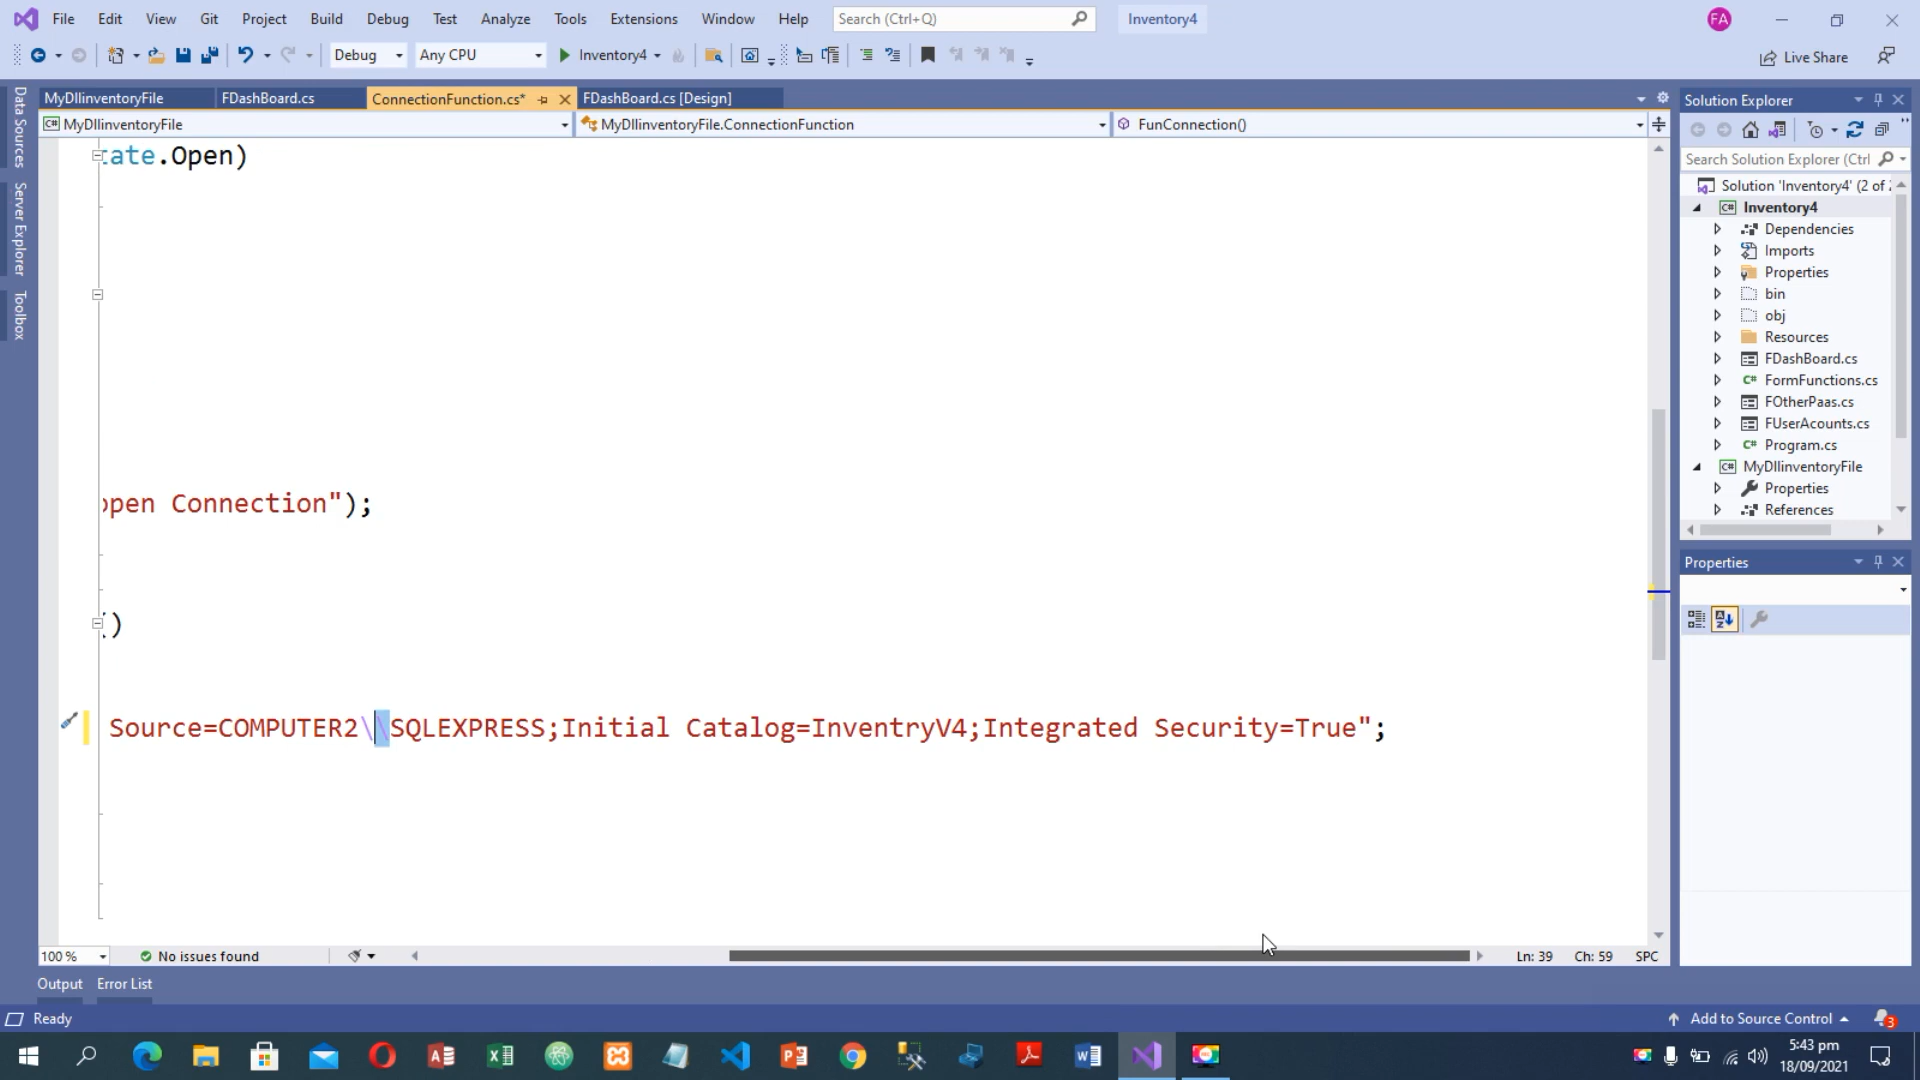 File Edit View Git Project Build Debug Test Analyze Tools Extensions Window Help Search (Ctrl+Q) Inventory4 FA
Debug Any CPU Inventory4 Live Share
MyDllinventoryFile FDashBoard.cs ConnectionFunction.cs* FDashBoard.cs [Design]
MyDllinventoryFile MyDllinventoryFile.ConnectionFunction FunConnection()
Data Sources
Server Explorer
Toolbox
tate.Open)
open Connection");
()
Source=COMPUTER2\\SQLEXPRESS;Initial Catalog=InventryV4;Integrated Security=True";
100 % No issues found Ln: 39 Ch: 59 SPC
Output Error List
Ready Add to Source Control 3
Solution Explorer
Search Solution Explorer (Ctrl
Solution 'Inventory4' (2 of 2
C# Inventory4
Dependencies
Imports
Properties
bin
obj
Resources
FDashBoard.cs
C# FormFunctions.cs
FOtherPaas.cs
FUserAcounts.cs
C# Program.cs
C# MyDllinventoryFile
Properties
References
Properties
5:43 pm
18/09/2021